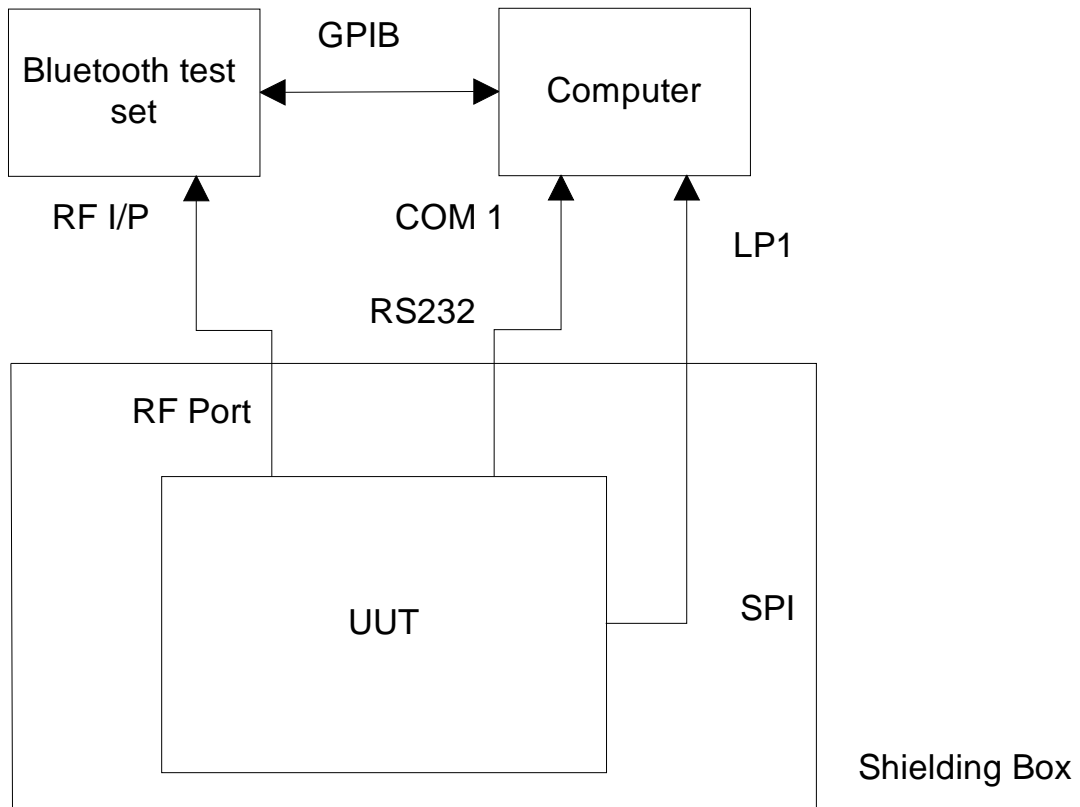 GPIB
Bluetooth test
set
Computer
RF I/P
COM 1
LP1
RS232
RF Port
UUT
SPI
Shielding Box